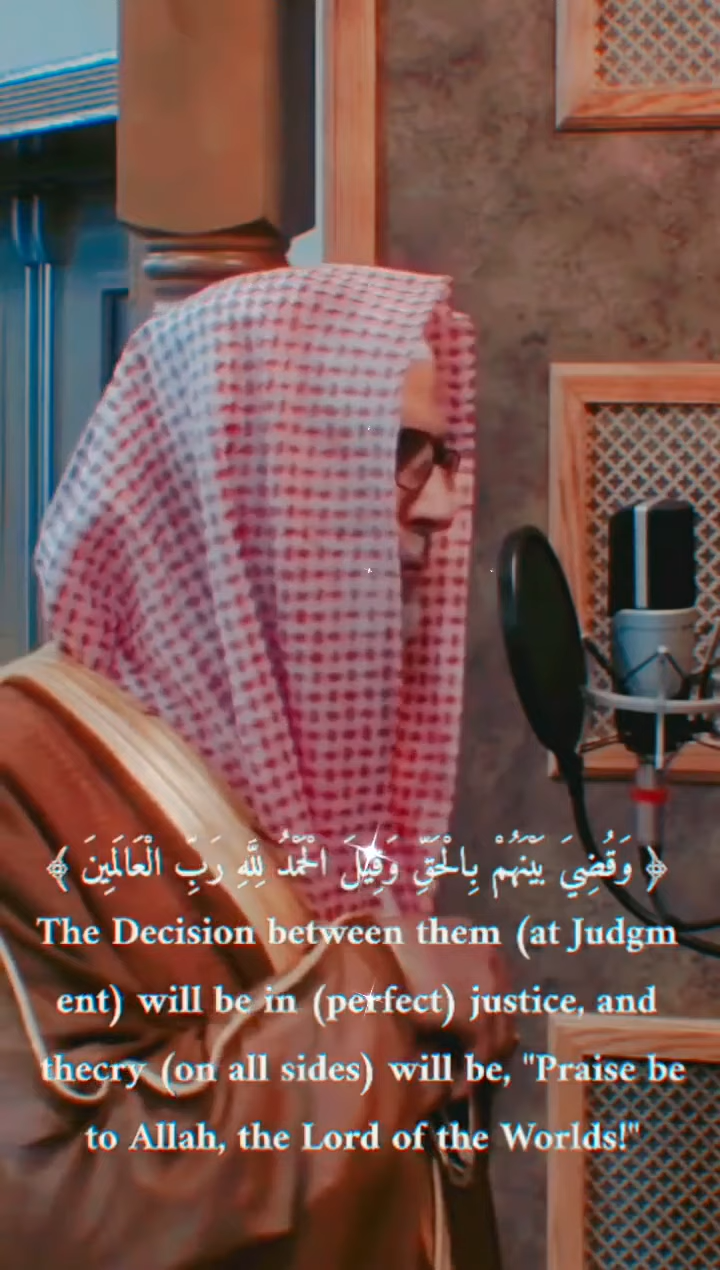 ﴿ وَقُضِيَ بَيْنَهُمْ بِالْحَقِّ وَقِيلَ الْحَمْدُ لِلَّهِ رَبِّ الْعَالَمِينَ ﴾
The Decision between them (at Judgm
ent) will be in (perfect) justice, and
thecry (on all sides) will be, "Praise be
to Allah, the Lord of the Worlds!"